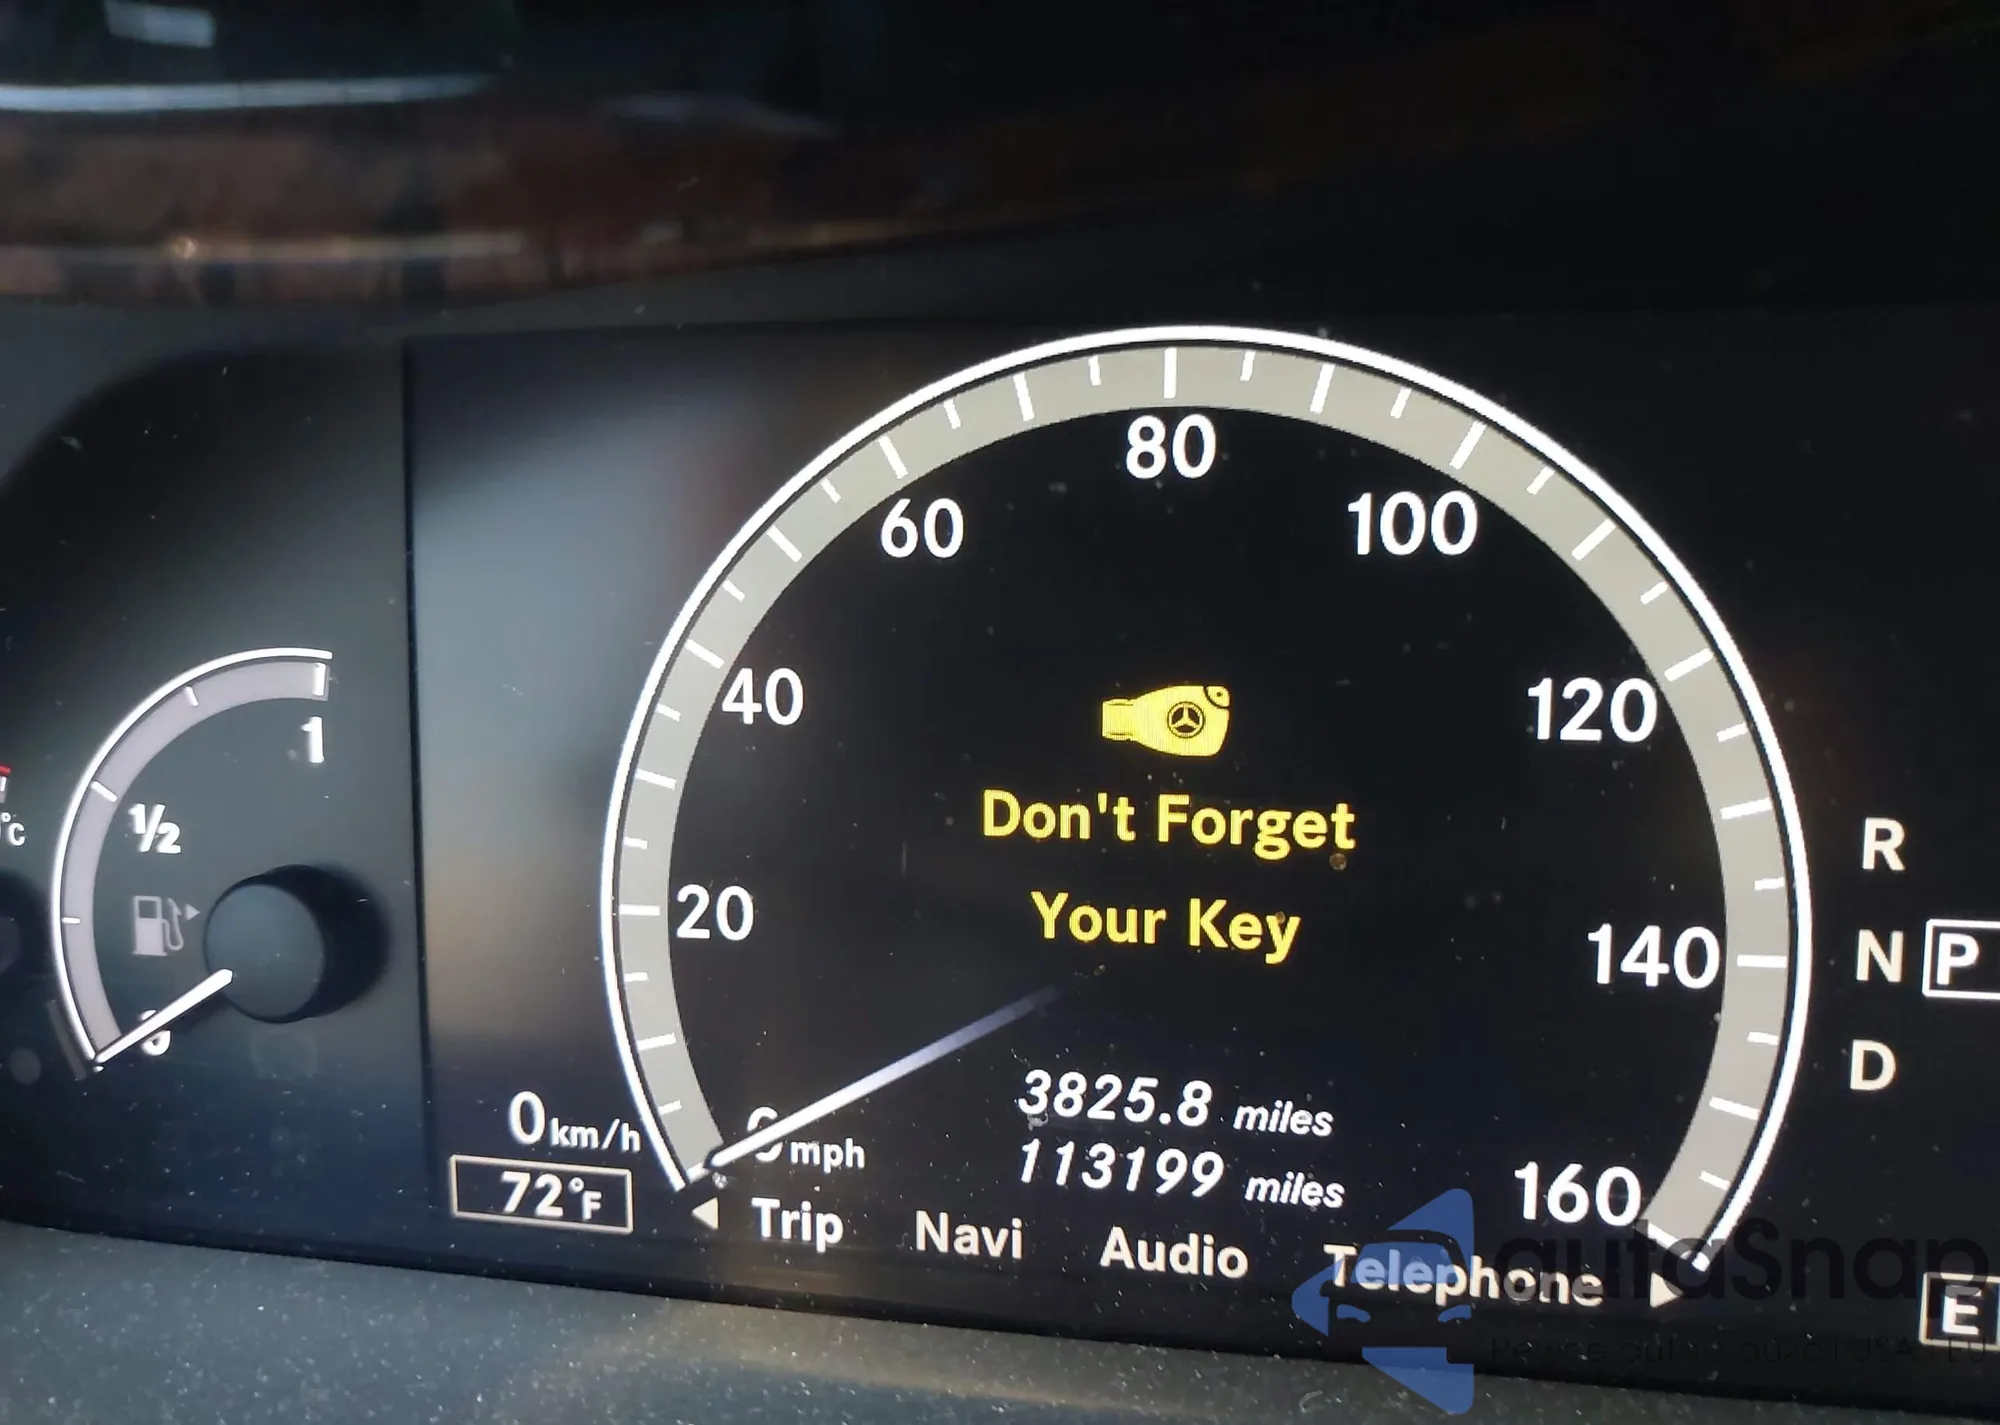 80
60
100
40
120
20
140
160
Don't Forget
Your Key
3825.8 miles
113199 miles
0 km/h
mph
72°F
Trip Navi Audio Telephone
1
1/2
°C
R
N
P
D
E
autoSnap